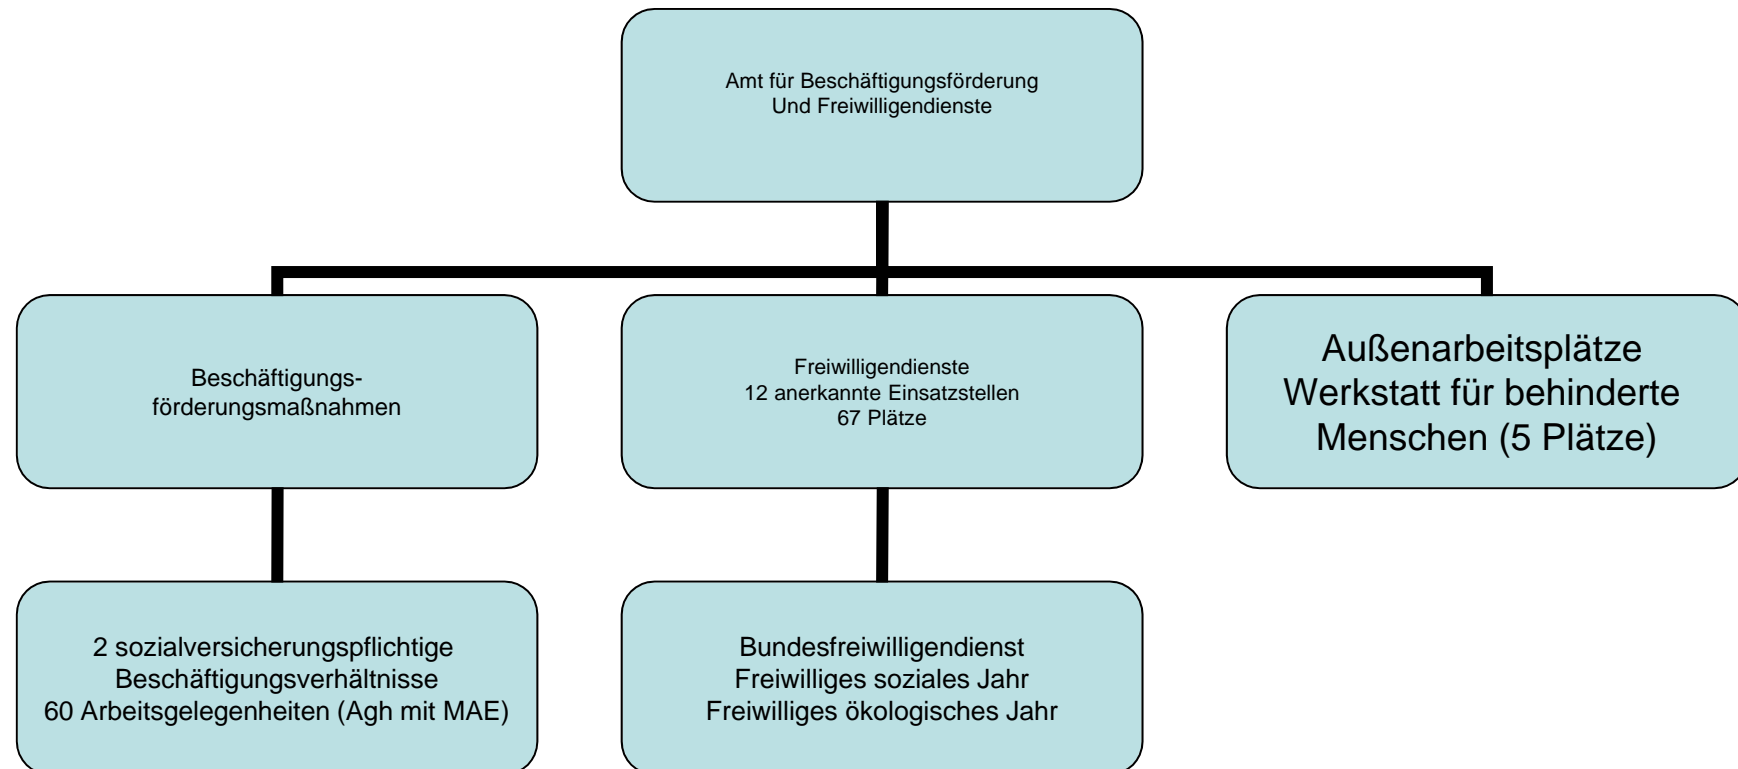 Amt für Beschäftigungsförderung
Und Freiwilligendienste
Beschäftigungs-
förderungsmaßnahmen
Freiwilligendienste
12 anerkannte Einsatzstellen
67 Plätze
Außenarbeitsplätze
Werkstatt für behinderte
Menschen (5 Plätze)
2 sozialversicherungspflichtige
Beschäftigungsverhältnisse
60 Arbeitsgelegenheiten (Agh mit MAE)
Bundesfreiwilligendienst
Freiwilliges soziales Jahr
Freiwilliges ökologisches Jahr